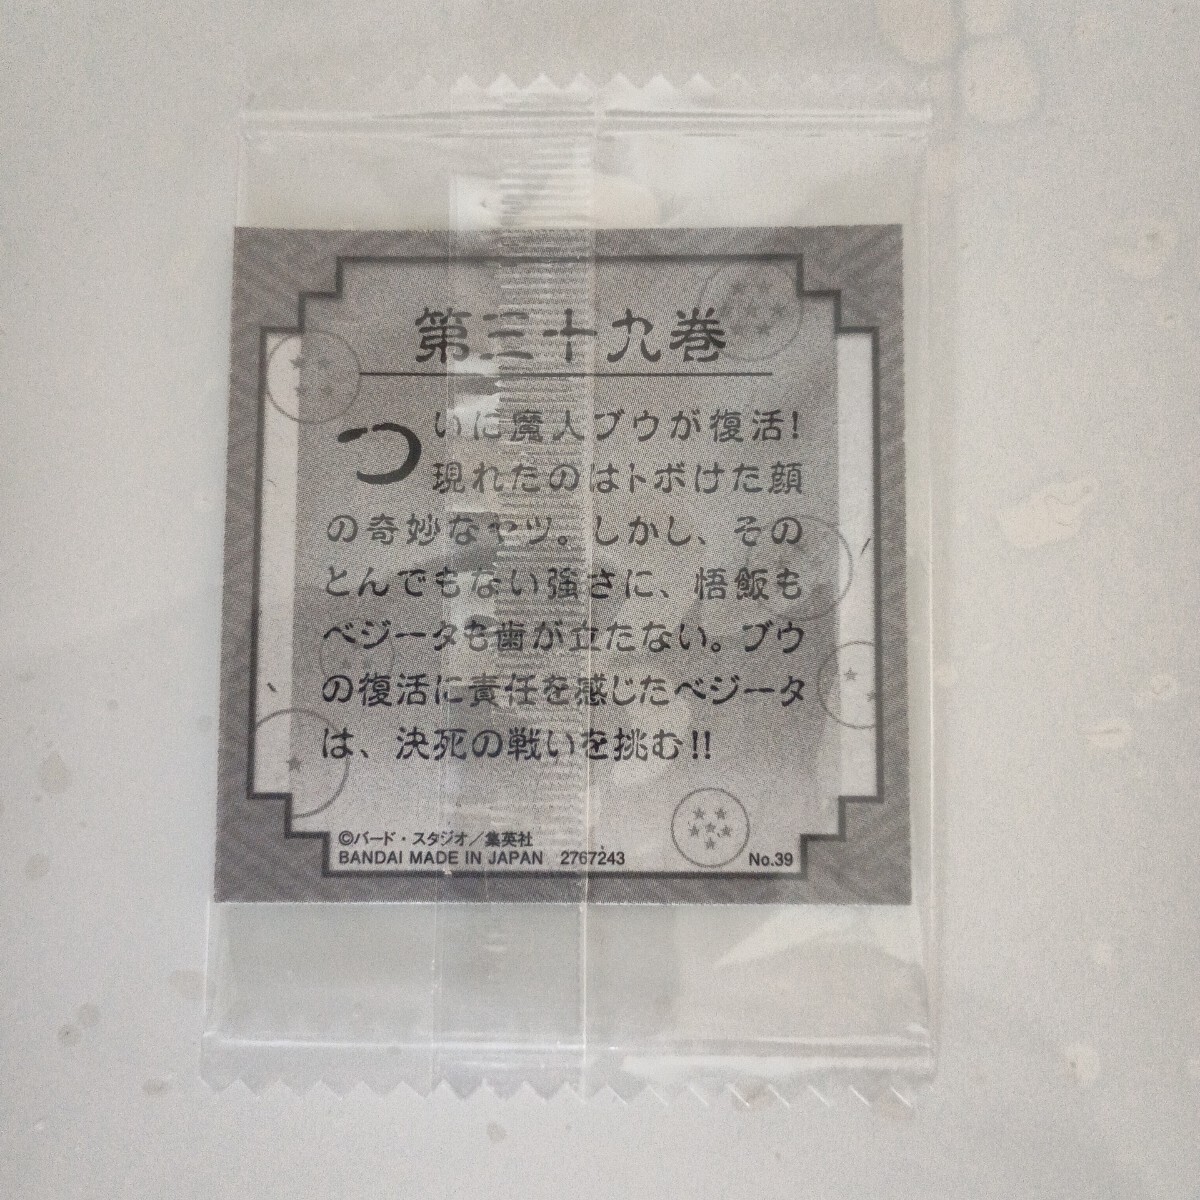 第三十九巻
ついに魔人ブウが復活!
現れたのはトボけた顔
の奇妙なヤツ。しかし、その
とんでもない強さに、悟飯も
ベジータも歯が立たない。ブウ
の復活に責任を感じたベジータ
は、決死の戦いを挑む!!
©バード・スタジオ/集英社
BANDAI MADE IN JAPAN 2767243
No.39